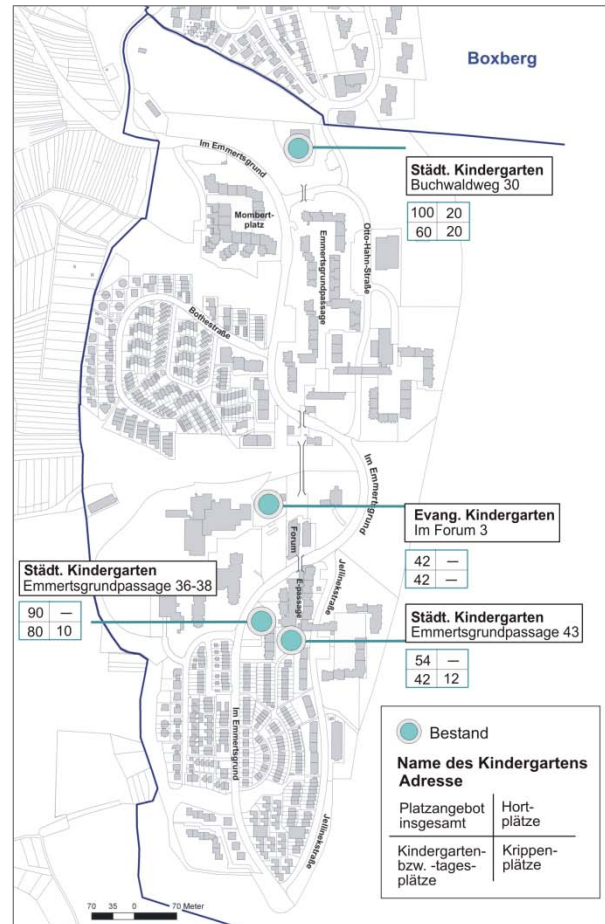 Boxberg
Im Emmertsgrund
Städt. Kindergarten
Buchwaldweg 30
100 20
60 20
Mombert-
platz
Emmertsgrundpassage
Otto-Hahn-Straße
Bothestraße
Im Emmertsgrund
Evang. Kindergarten
Im Forum 3
42 —
42 —
Forum
Städt. Kindergarten
Emmertsgrundpassage 36-38
90 —
80 10
E-passage
Jellinekstraße
Städt. Kindergarten
Emmertsgrundpassage 43
54 —
42 12
Im Emmertsgrund
Jellinekstraße
Bestand
Name des Kindergartens
Adresse
Platzangebot
insgesamt
Hort-
plätze
Kindergarten-
bzw. -tages-
plätze
Krippen-
plätze
70 35 0 70 Meter